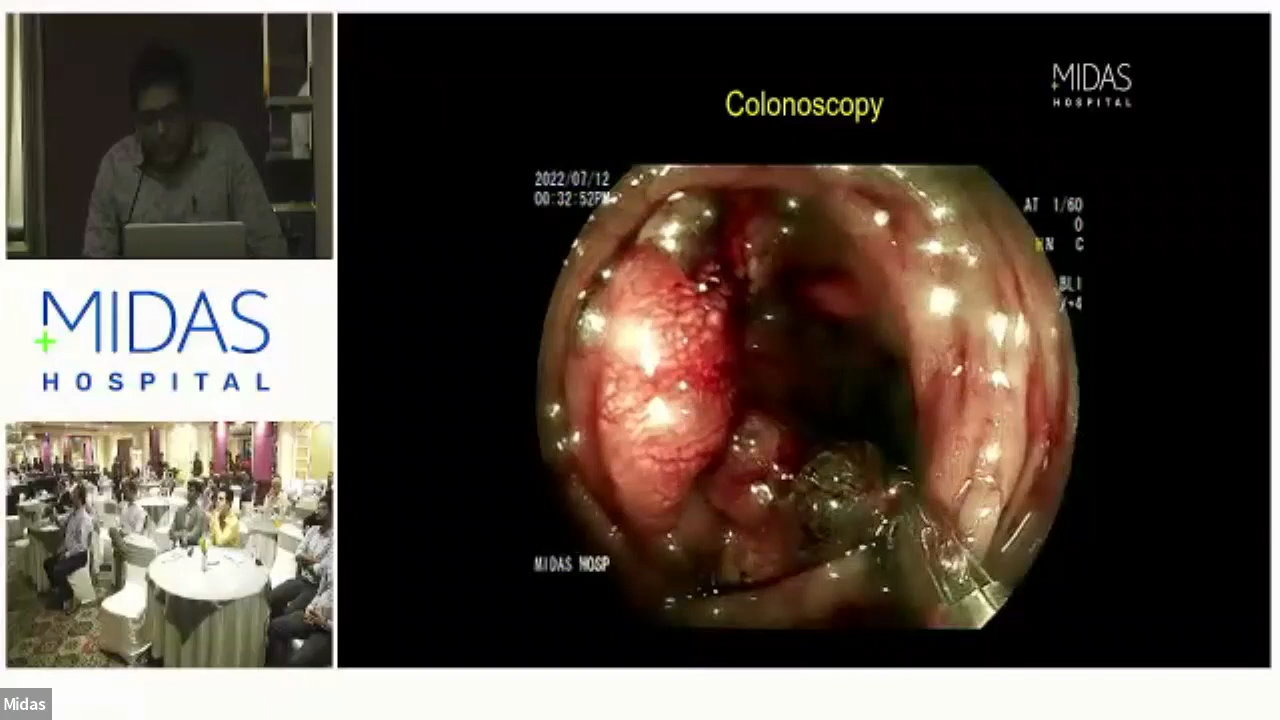 MIDAS
HOSPITAL
Midas
Colonoscopy
MIDAS
HOSPITAL
2022/07/12
00:32:52PM
AT 1/60
0
N C
BLI
+4
MIDAS HOSP